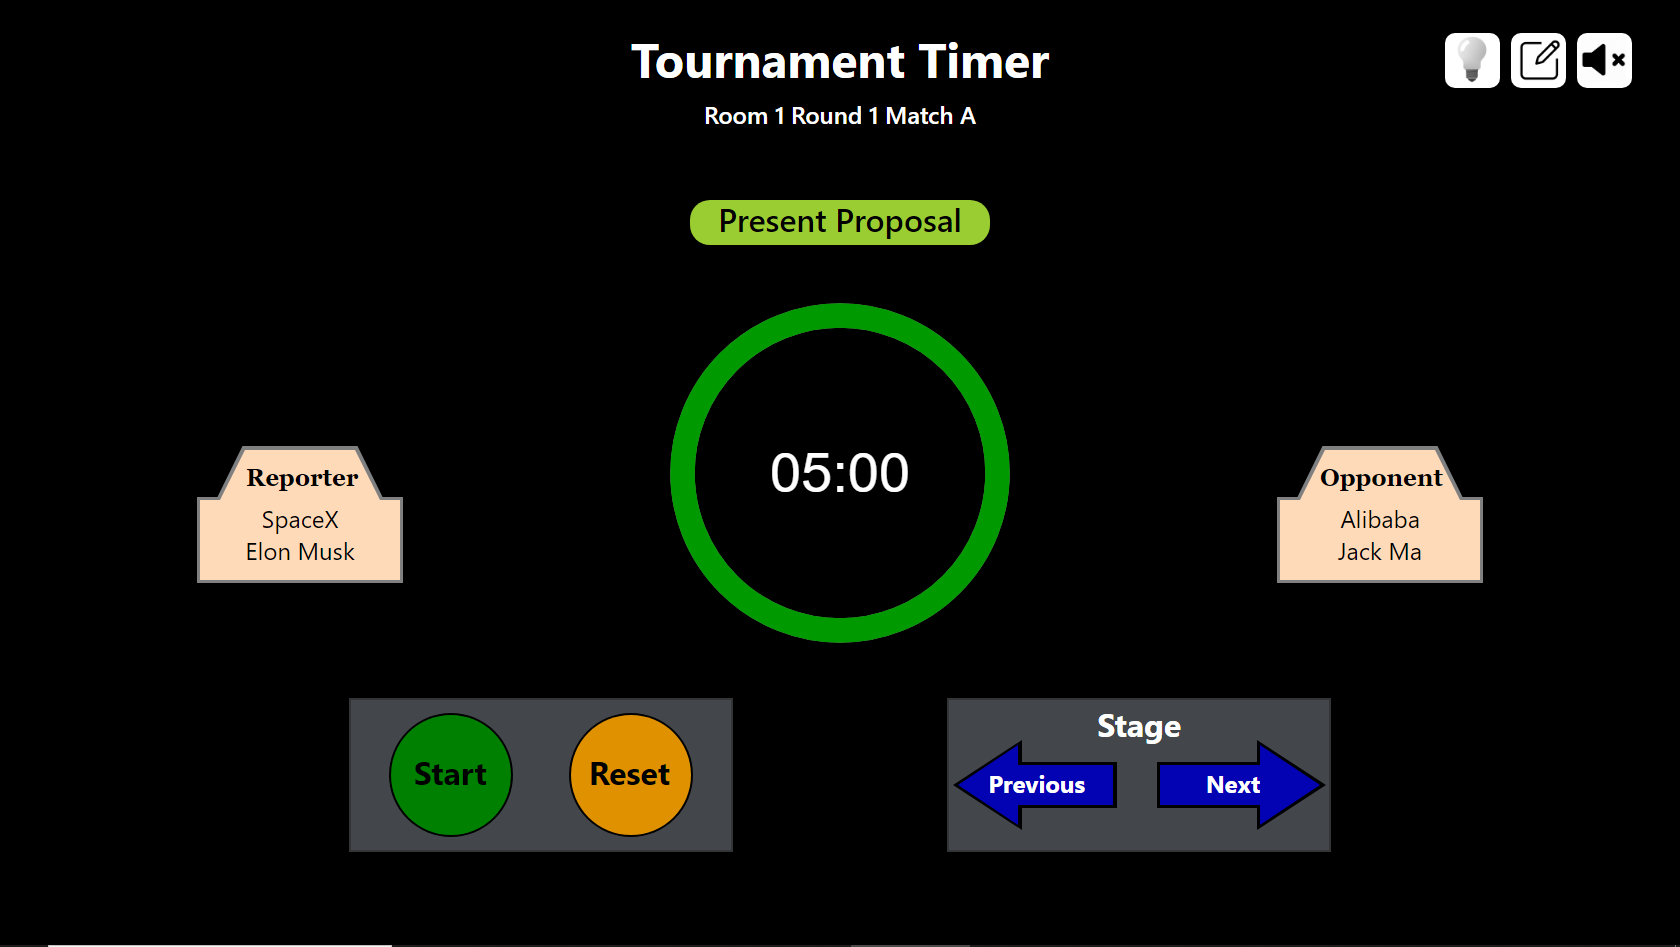 Tournament Timer
Room 1 Round 1 Match A
Present Proposal
05:00
Reporter
SpaceX
Elon Musk
Opponent
Alibaba
Jack Ma
Start
Reset
Stage
Previous
Next